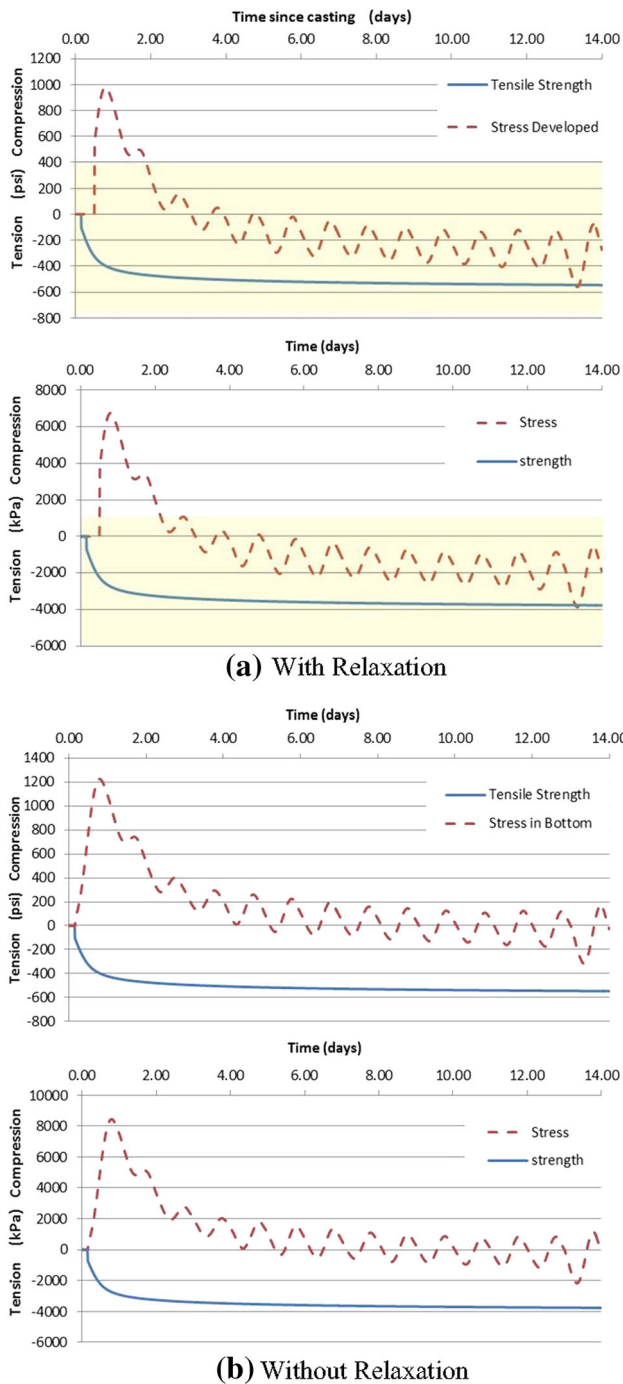 Time since casting (days)
0.00 2.00 4.00 6.00 8.00 10.00 12.00 14.00
1200
1000
800
600
400
200
0
-200
-400
-600
-800
Tension (psi) Compression
Tensile Strength
Stress Developed
Time (days)
0.00 2.00 4.00 6.00 8.00 10.00 12.00 14.00
8000
6000
4000
2000
0
-2000
-4000
-6000
Tension (kPa) Compression
Stress
strength
(a) With Relaxation
Time (days)
0.00 2.00 4.00 6.00 8.00 10.00 12.00 14.00
1400
1200
1000
800
600
400
200
0
-200
-400
-600
-800
Tension (psi) Compression
Tensile Strength
Stress in Bottom
Time (days)
0.00 2.00 4.00 6.00 8.00 10.00 12.00 14.00
10000
8000
6000
4000
2000
0
-2000
-4000
-6000
Tension (kPa) Compression
Stress
strength
(b) Without Relaxation